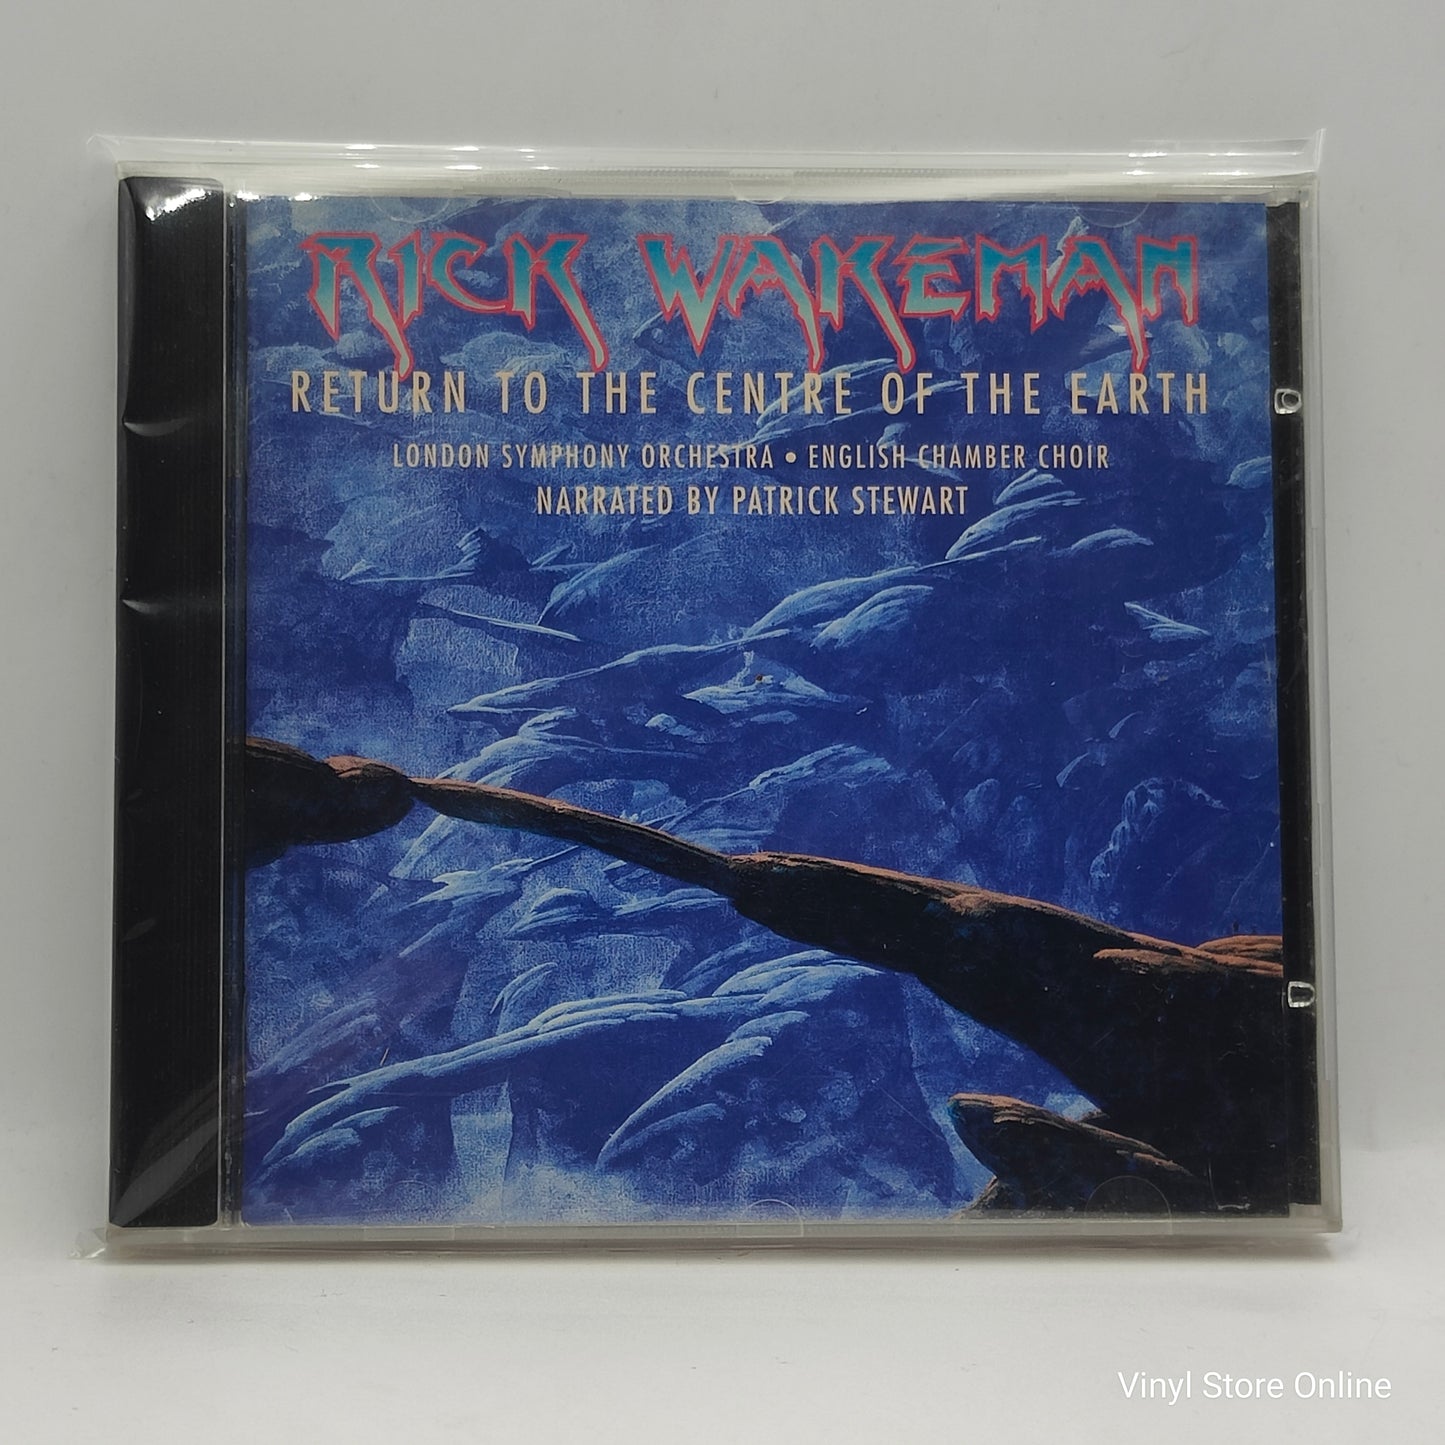 RICK WAKEMAN
RETURN TO THE CENTRE OF THE EARTH
LONDON SYMPHONY ORCHESTRA • ENGLISH CHAMBER CHOIR
NARRATED BY PATRICK STEWART
Vinyl Store Online